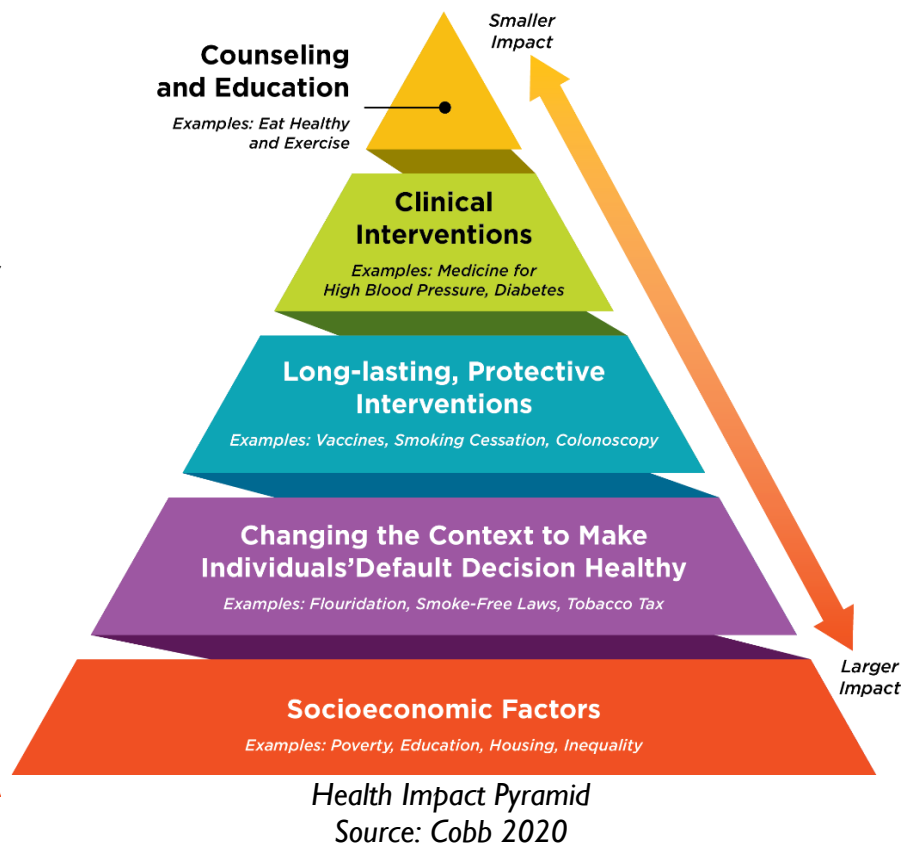 Smaller
Impact
Counseling
and Education
Examples: Eat Healthy
and Exercise
Clinical
Interventions
Examples: Medicine for
High Blood Pressure, Diabetes
Long-lasting, Protective
Interventions
Examples: Vaccines, Smoking Cessation, Colonoscopy
Changing the Context to Make
Individuals’Default Decision Healthy
Examples: Flouridation, Smoke-Free Laws, Tobacco Tax
Larger
Impact
Socioeconomic Factors
Examples: Poverty, Education, Housing, Inequality
Health Impact Pyramid
Source: Cobb 2020